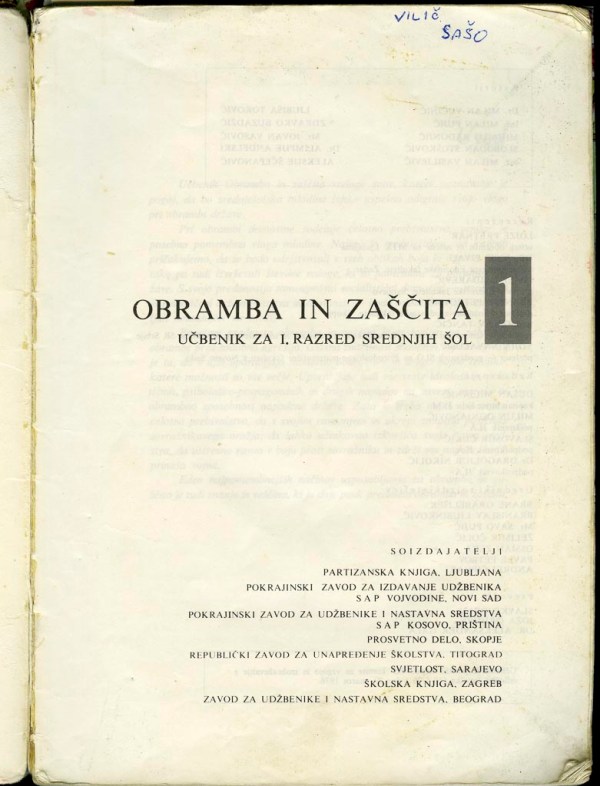 VILIČ
SAŠO
OBRAMBA IN ZAŠČITA
1
UČBENIK ZA I. RAZRED SREDNJIH ŠOL
SOIZDAJATELJI
PARTIZANSKA KNJIGA, LJUBLJANA
POKRAJINSKI ZAVOD ZA IZDAVANJE UDŽBENIKA
SAP VOJVODINE, NOVI SAD
POKRAJINSKI ZAVOD ZA UDŽBENIKE I NASTAVNA SREDSTVA
SAP KOSOVO, PRIŠTINA
PROSVETNO DELO, SKOPJE
REPUBLIČKI ZAVOD ZA UNAPREĐENJE ŠKOLSTVA, TITOGRAD
SVJETLOST, SARAJEVO
ŠKOLSKA KNJIGA, ZAGREB
ZAVOD ZA UDŽBENIKE I NASTAVNA SREDSTVA, BEOGRAD